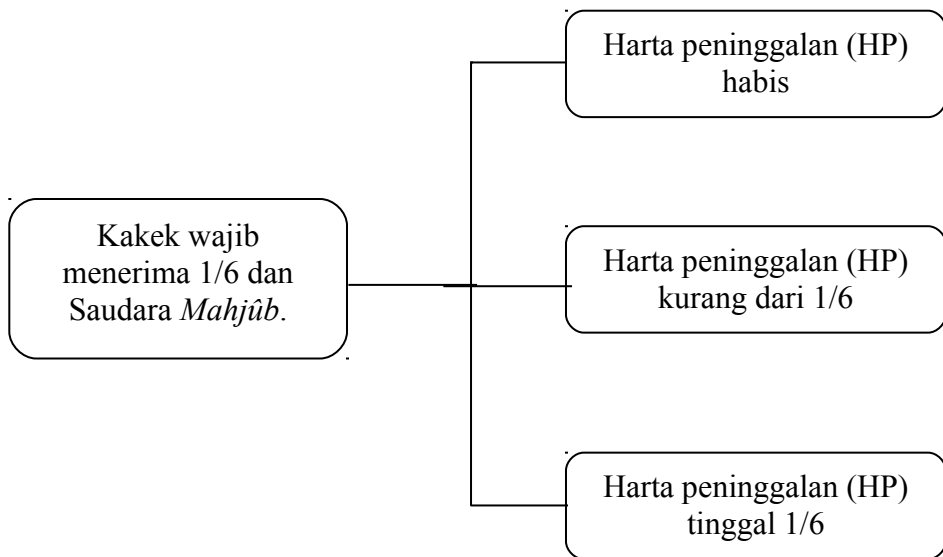 Harta peninggalan (HP)
habis
Kakek wajib
menerima 1/6 dan
Saudara Mahjûb.
Harta peninggalan (HP)
kurang dari 1/6
Harta peninggalan (HP)
tinggal 1/6